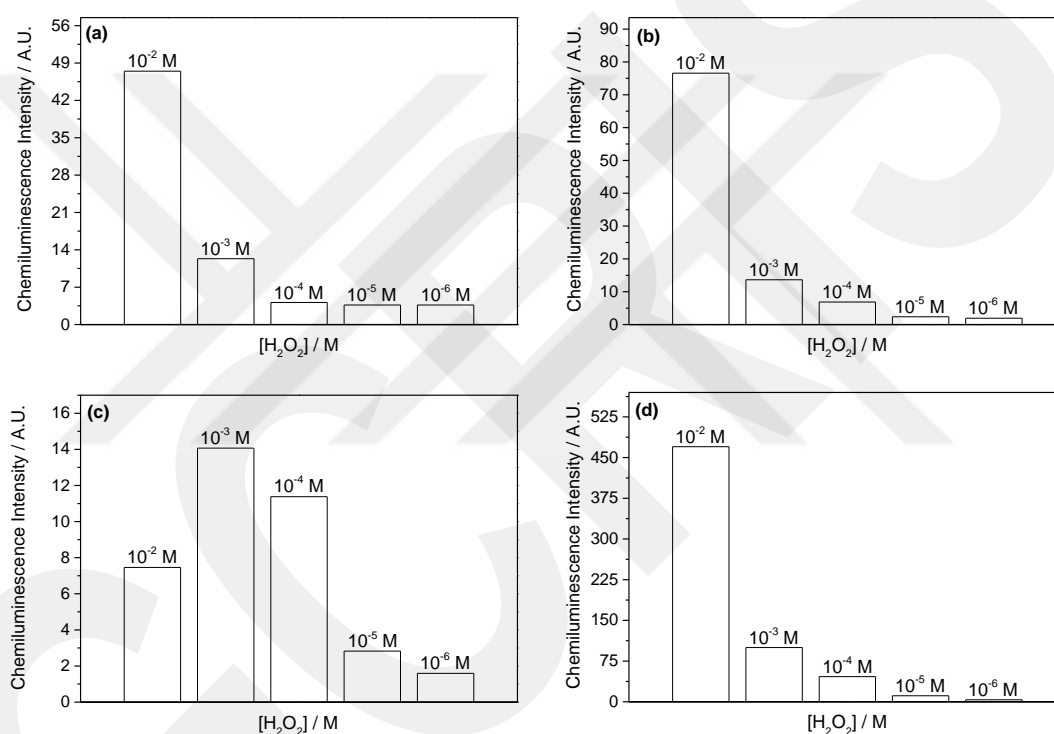 (a)
Chemiluminescence Intensity / A.U.
56
49
42
35
28
21
14
7
0
10⁻² M
10⁻³ M
10⁻⁴ M
10⁻⁵ M
10⁻⁶ M
[H₂O₂] / M
(b)
Chemiluminescence Intensity / A.U.
90
80
70
60
50
40
30
20
10
0
10⁻² M
10⁻³ M
10⁻⁴ M
10⁻⁵ M
10⁻⁶ M
[H₂O₂] / M
(c)
Chemiluminescence Intensity / A.U.
16
14
12
10
8
6
4
2
0
10⁻² M
10⁻³ M
10⁻⁴ M
10⁻⁵ M
10⁻⁶ M
[H₂O₂] / M
(d)
Chemiluminescence Intensity / A.U.
525
450
375
300
225
150
75
0
10⁻² M
10⁻³ M
10⁻⁴ M
10⁻⁵ M
10⁻⁶ M
[H₂O₂] / M